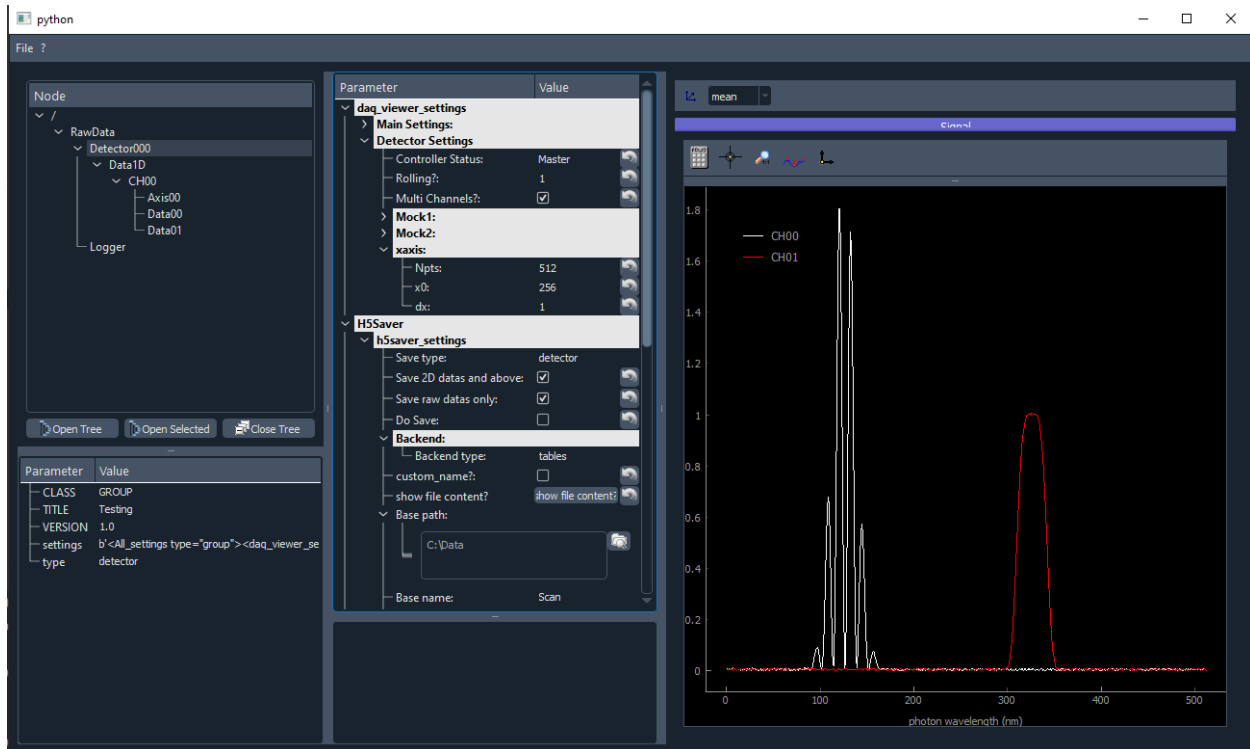 python
File ?
Node
/
RawData
Detector000
Data1D
CH00
Axis00
Data00
Data01
Logger
Open Tree Open Selected Close Tree
Parameter Value
CLASS GROUP
TITLE Testing
VERSION 1.0
settings b'<All_settings type="group"><daq_viewer_se
type detector
Parameter Value
daq_viewer_settings
Main Settings:
Detector Settings
Controller Status: Master
Rolling?: 1
Multi Channels?:
Mock1:
Mock2:
xaxis:
Npts: 512
x0: 256
dx: 1
H5Saver
h5saver_settings
Save type: detector
Save 2D datas and above:
Save raw datas only:
Do Save:
Backend:
Backend type: tables
custom_name?:
show file content? show file content?
Base path:
C:\Data
Base name: Scan
mean
Signal
CH00
CH01
1.8
1.6
1.4
1.2
1
0.8
0.6
0.4
0.2
0
0 100 200 300 400 500
photon wavelength (nm)